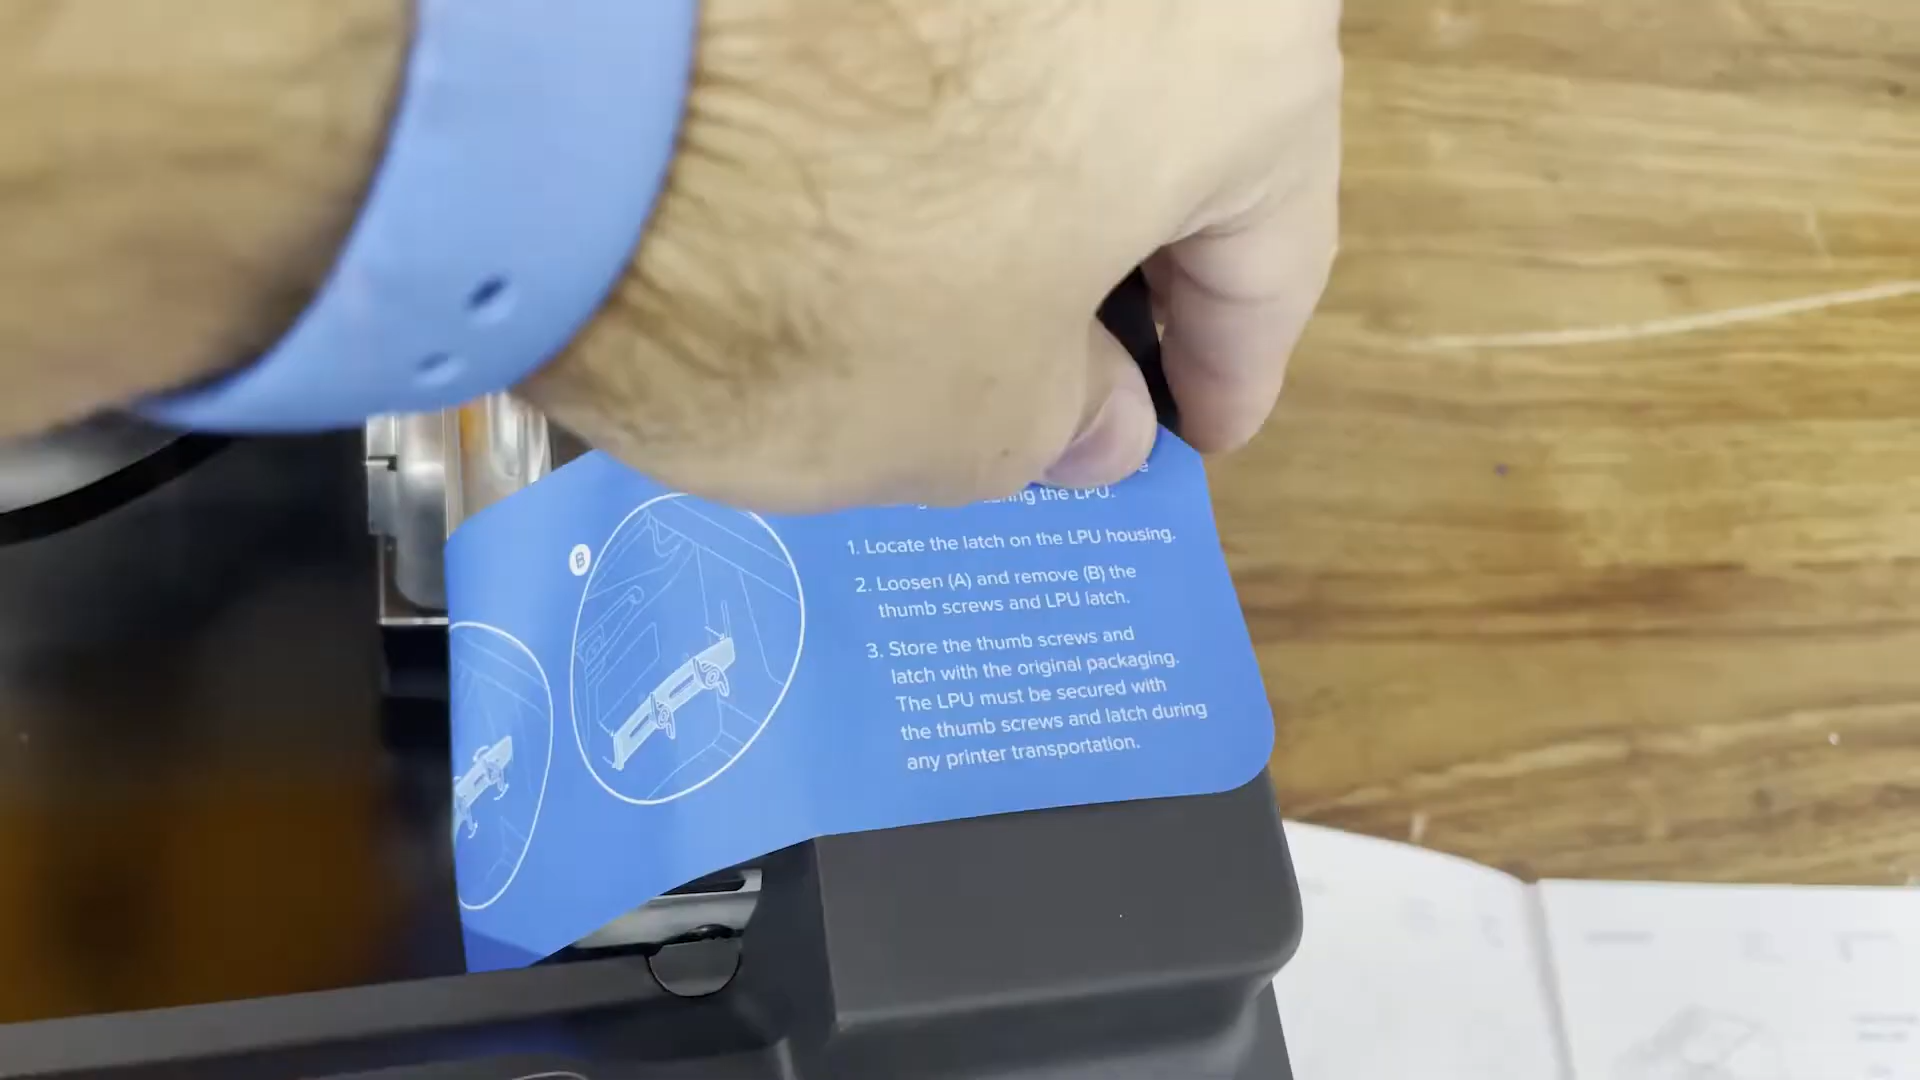 the LPU.
1. Locate the latch on the LPU housing.
2. Loosen (A) and remove (B) the
thumb screws and LPU latch.
3. Store the thumb screws and
latch with the original packaging.
The LPU must be secured with
the thumb screws and latch during
any printer transportation.
B